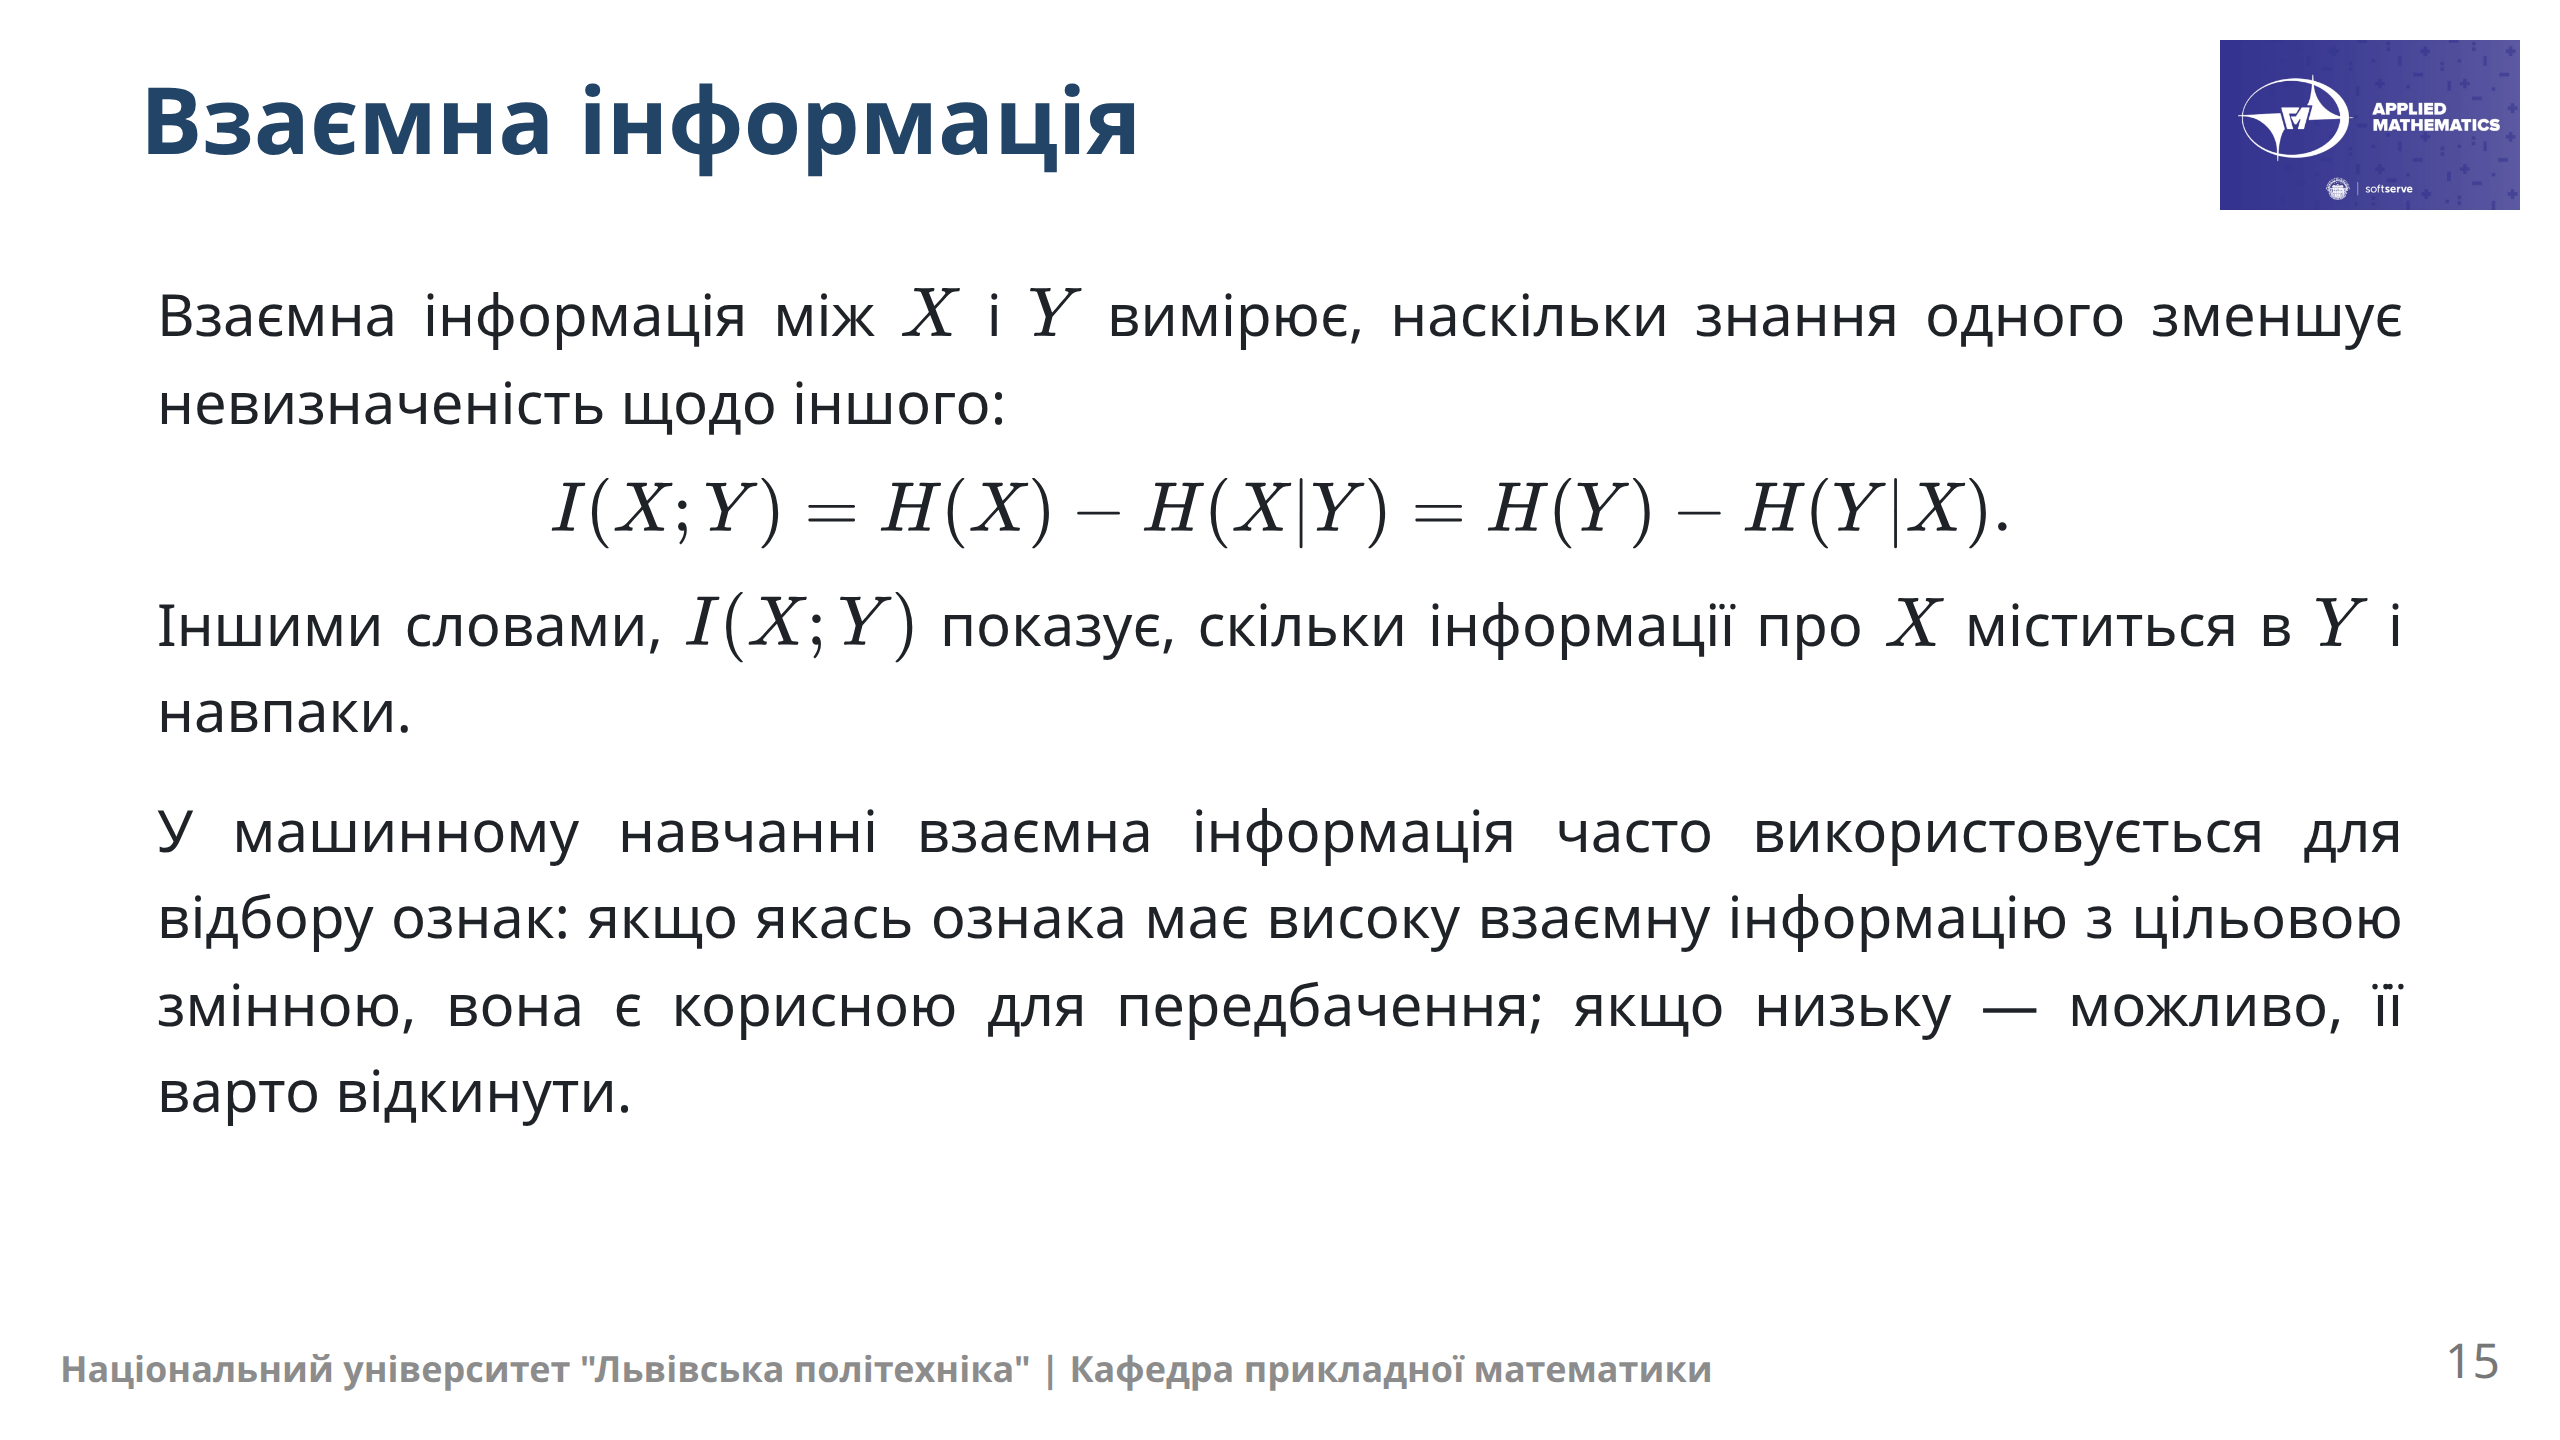 Взаємна інформація
APPLIED
MATHEMATICS
softserve
Взаємна інформація між X і Y вимірює, наскільки знання одного зменшує
невизначеність щодо іншого:
I(X; Y) = H(X) − H(X|Y) = H(Y) − H(Y|X).
Іншими словами, I(X; Y) показує, скільки інформації про X міститься в Y і
навпаки.
У машинному навчанні взаємна інформація часто використовується для
відбору ознак: якщо якась ознака має високу взаємну інформацію з цільовою
змінною, вона є корисною для передбачення; якщо низьку — можливо, її
варто відкинути.
Національний університет "Львівська політехніка" | Кафедра прикладної математики
15